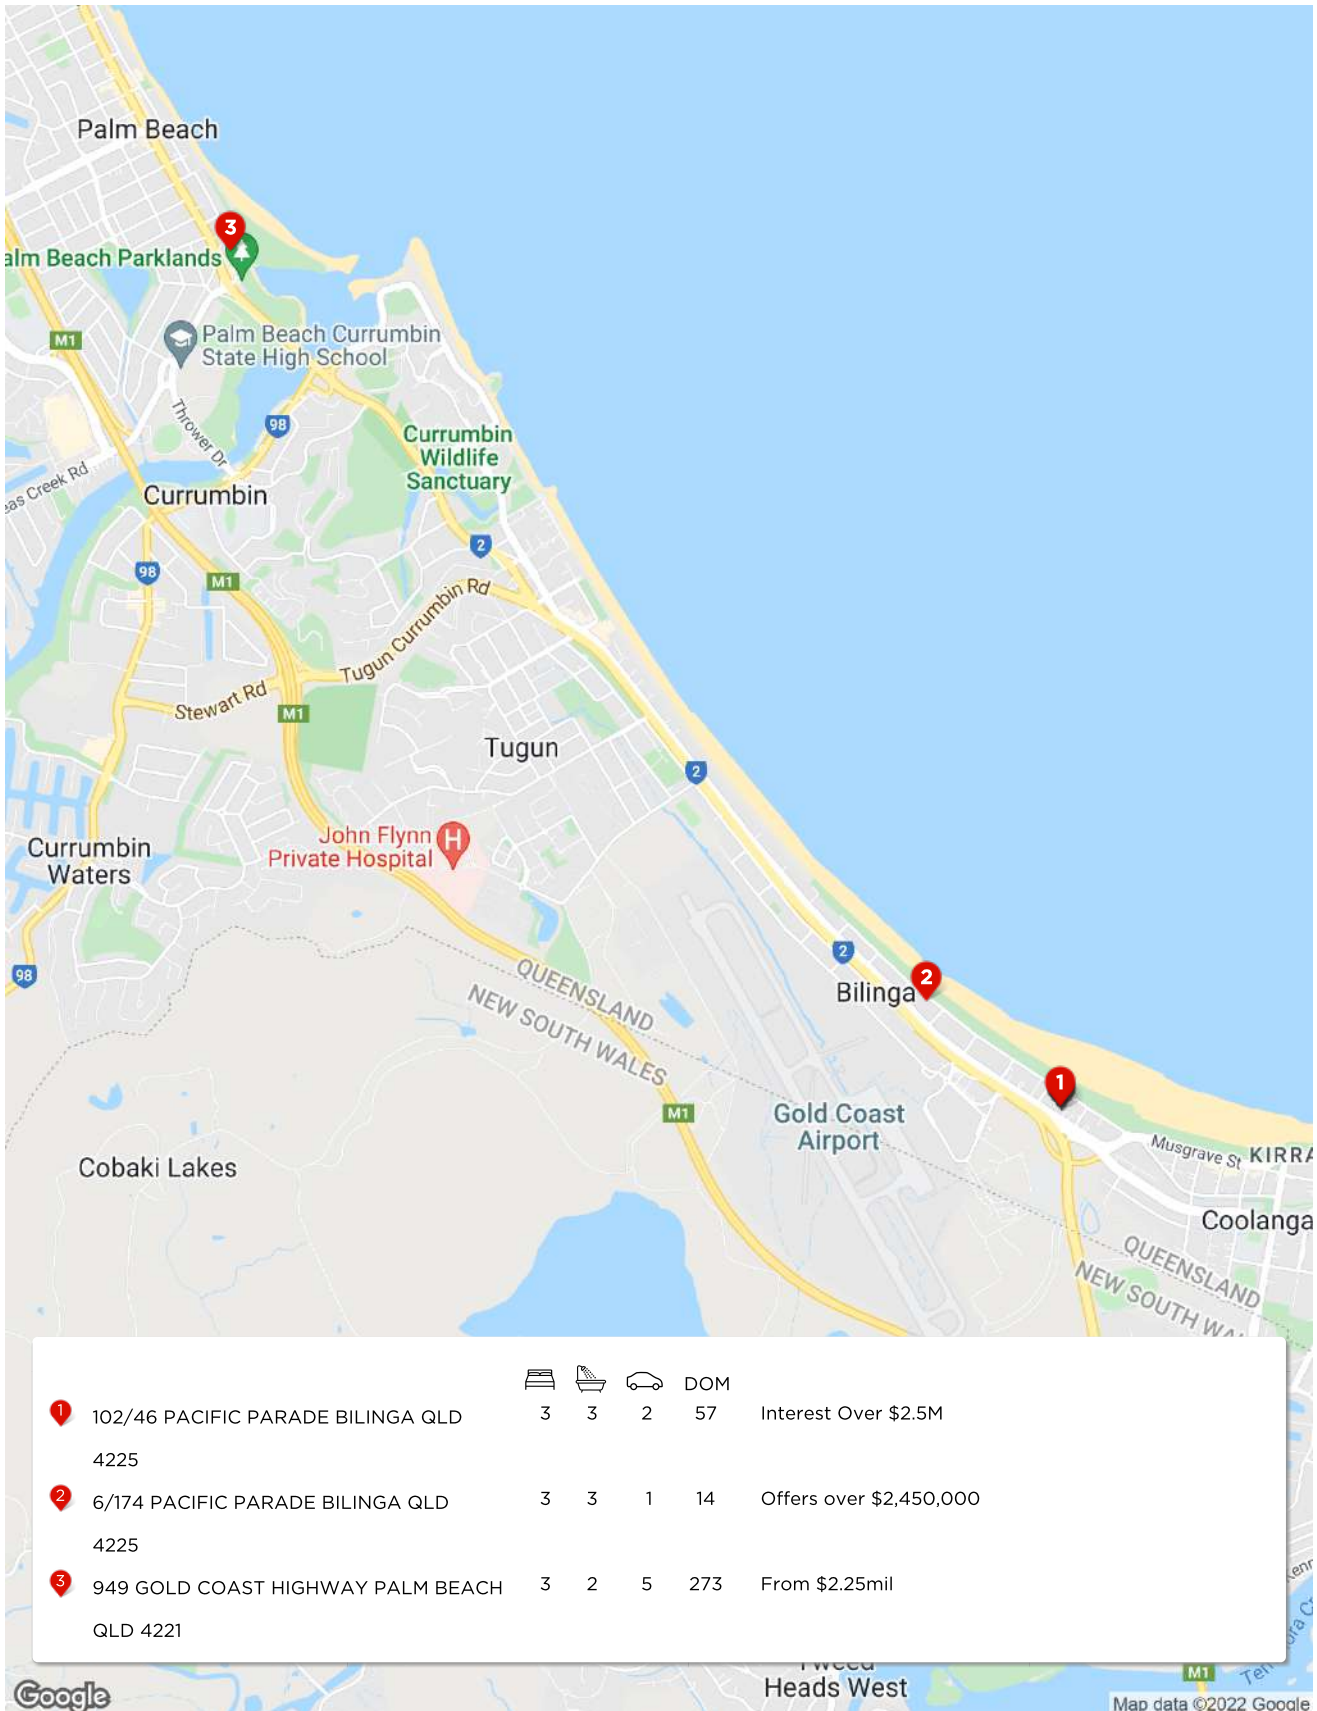 Palm Beach
3
alm Beach Parklands
M1
Palm Beach Currumbin
State High School
Thrower Dr
98
Currumbin
Wildlife
Sanctuary
eas Creek Rd
Currumbin
2
98
M1
Tugun Currumbin Rd
Stewart Rd
M1
Tugun
2
John Flynn
Private Hospital
H
Currumbin
Waters
98
2
2
Bilinga
QUEENSLAND
NEW SOUTH WALES
1
M1
Gold Coast
Airport
Musgrave St
KIRRA
Cobaki Lakes
Coolanga
QUEENSLAND
NEW SOUTH WA
DOM
1 102/46 PACIFIC PARADE BILINGA QLD 3 3 2 57 Interest Over $2.5M
4225
2 6/174 PACIFIC PARADE BILINGA QLD 3 3 1 14 Offers over $2,450,000
4225
3 949 GOLD COAST HIGHWAY PALM BEACH 3 2 5 273 From $2.25mil
QLD 4221
Tweed
Heads West
M1
Google
Map data ©2022 Google